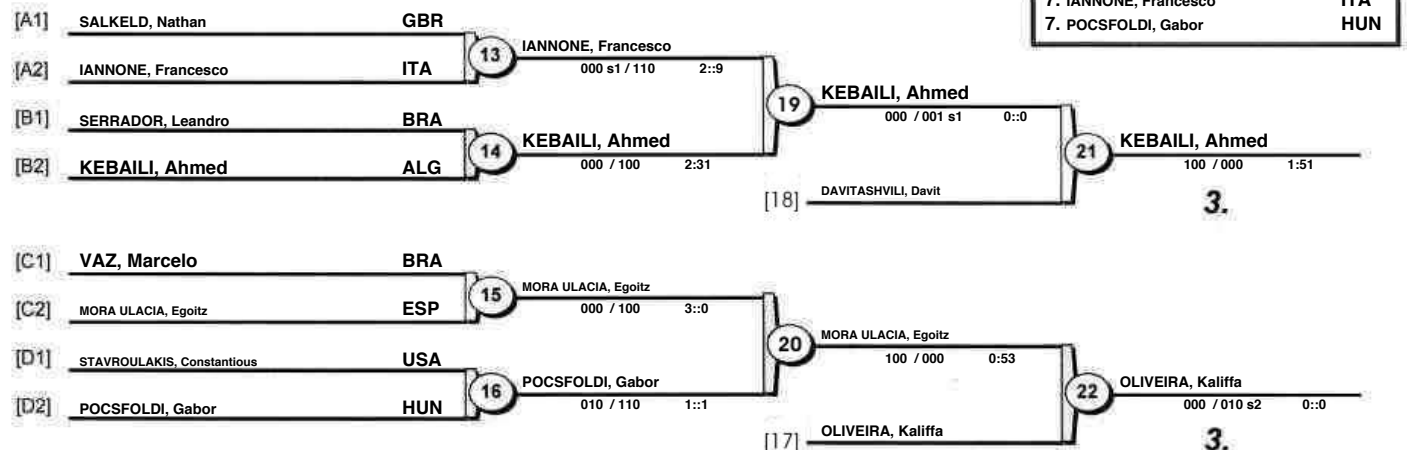 7. IANNONE, Francesco ITA
7. POCSFOLDI, Gabor HUN
[A1] SALKELD, Nathan GBR
13 IANNONE, Francesco
000 s1 / 110 2::9
[A2] IANNONE, Francesco ITA
19 KEBAILI, Ahmed
000 / 001 s1 0::0
[B1] SERRADOR, Leandro BRA
14 KEBAILI, Ahmed
000 / 100 2:31
21 KEBAILI, Ahmed
100 / 000 1:51
[B2] KEBAILI, Ahmed ALG
[18] DAVITASHVILI, Davit
3.
[C1] VAZ, Marcelo BRA
15 MORA ULACIA, Egoitz
000 / 100 3::0
[C2] MORA ULACIA, Egoitz ESP
20 MORA ULACIA, Egoitz
100 / 000 0:53
[D1] STAVROULAKIS, Constantious USA
16 POCSFOLDI, Gabor
010 / 110 1::1
22 OLIVEIRA, Kaliffa
000 / 010 s2 0::0
[D2] POCSFOLDI, Gabor HUN
[17] OLIVEIRA, Kaliffa
3.